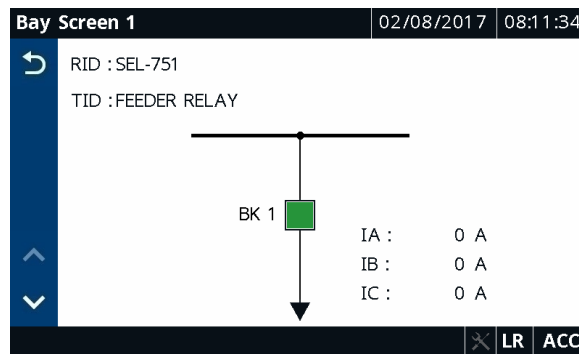 Bay Screen 1 02/08/2017 08:11:34
RID : SEL-751
TID : FEEDER RELAY
BK 1
IA : 0 A
IB : 0 A
IC : 0 A
LR ACC